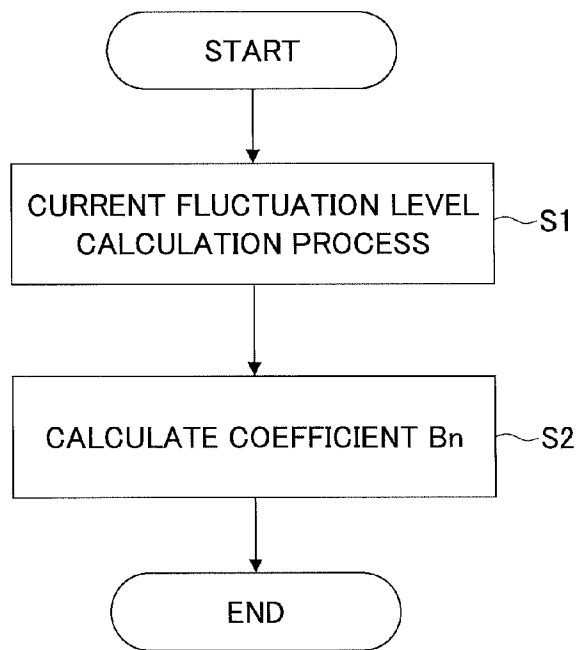 START
CURRENT FLUCTUATION LEVEL
CALCULATION PROCESS
S1
CALCULATE COEFFICIENT Bn
S2
END